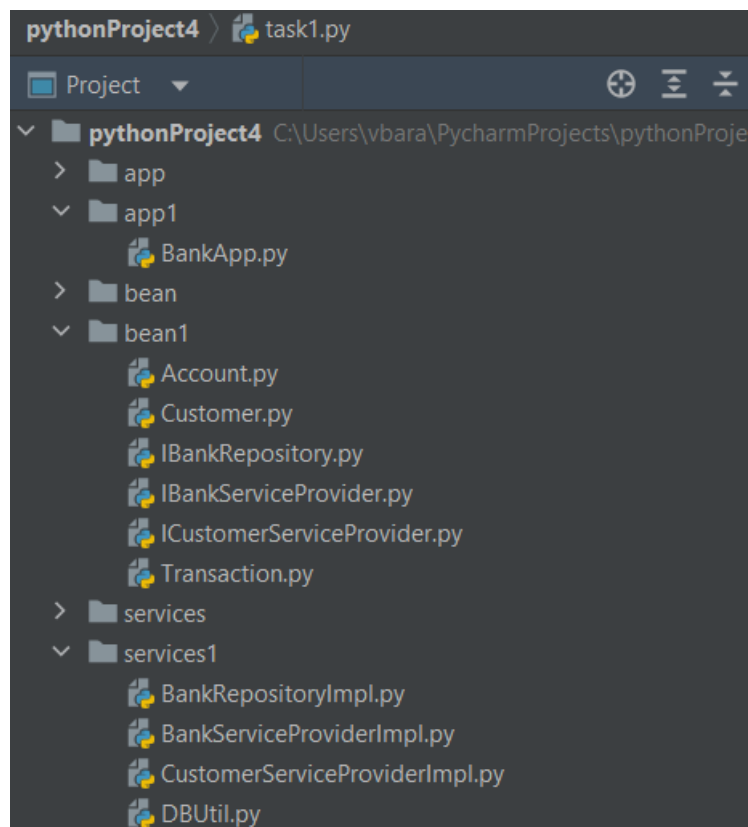 pythonProject4 〉 task1.py
Project
pythonProject4 C:\Users\vbara\PycharmProjects\pythonProje
app
app1
BankApp.py
bean
bean1
Account.py
Customer.py
IBankRepository.py
IBankServiceProvider.py
ICustomerServiceProvider.py
Transaction.py
services
services1
BankRepositoryImpl.py
BankServiceProviderImpl.py
CustomerServiceProviderImpl.py
DBUtil.py